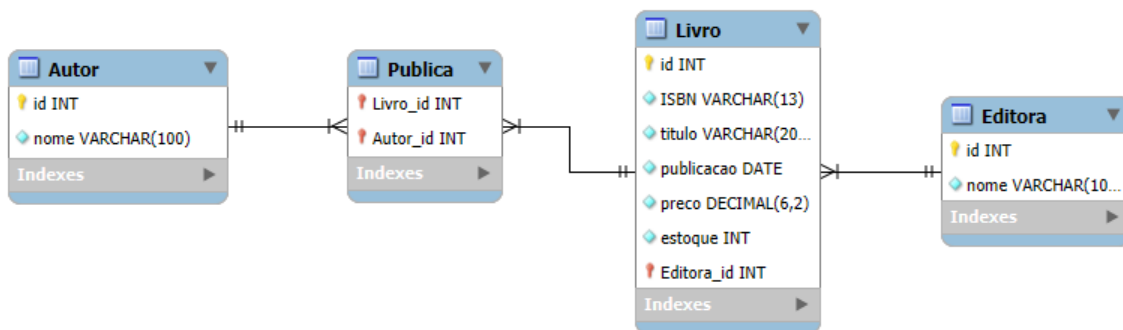 Autor
id INT
nome VARCHAR(100)
Indexes
Publica
Livro_id INT
Autor_id INT
Indexes
Livro
id INT
ISBN VARCHAR(13)
titulo VARCHAR(20...
publicacao DATE
preco DECIMAL(6,2)
estoque INT
Editora_id INT
Indexes
Editora
id INT
nome VARCHAR(10...
Indexes